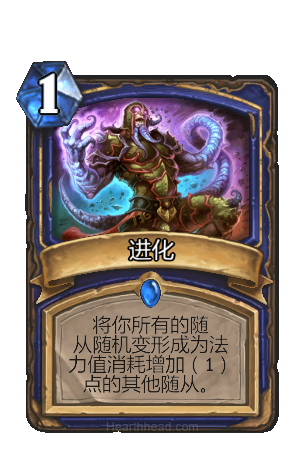 1
进化
将你所有的随
从随机变形成为法
力值消耗增加（1）
点的其他随从。
Hearthhead.com